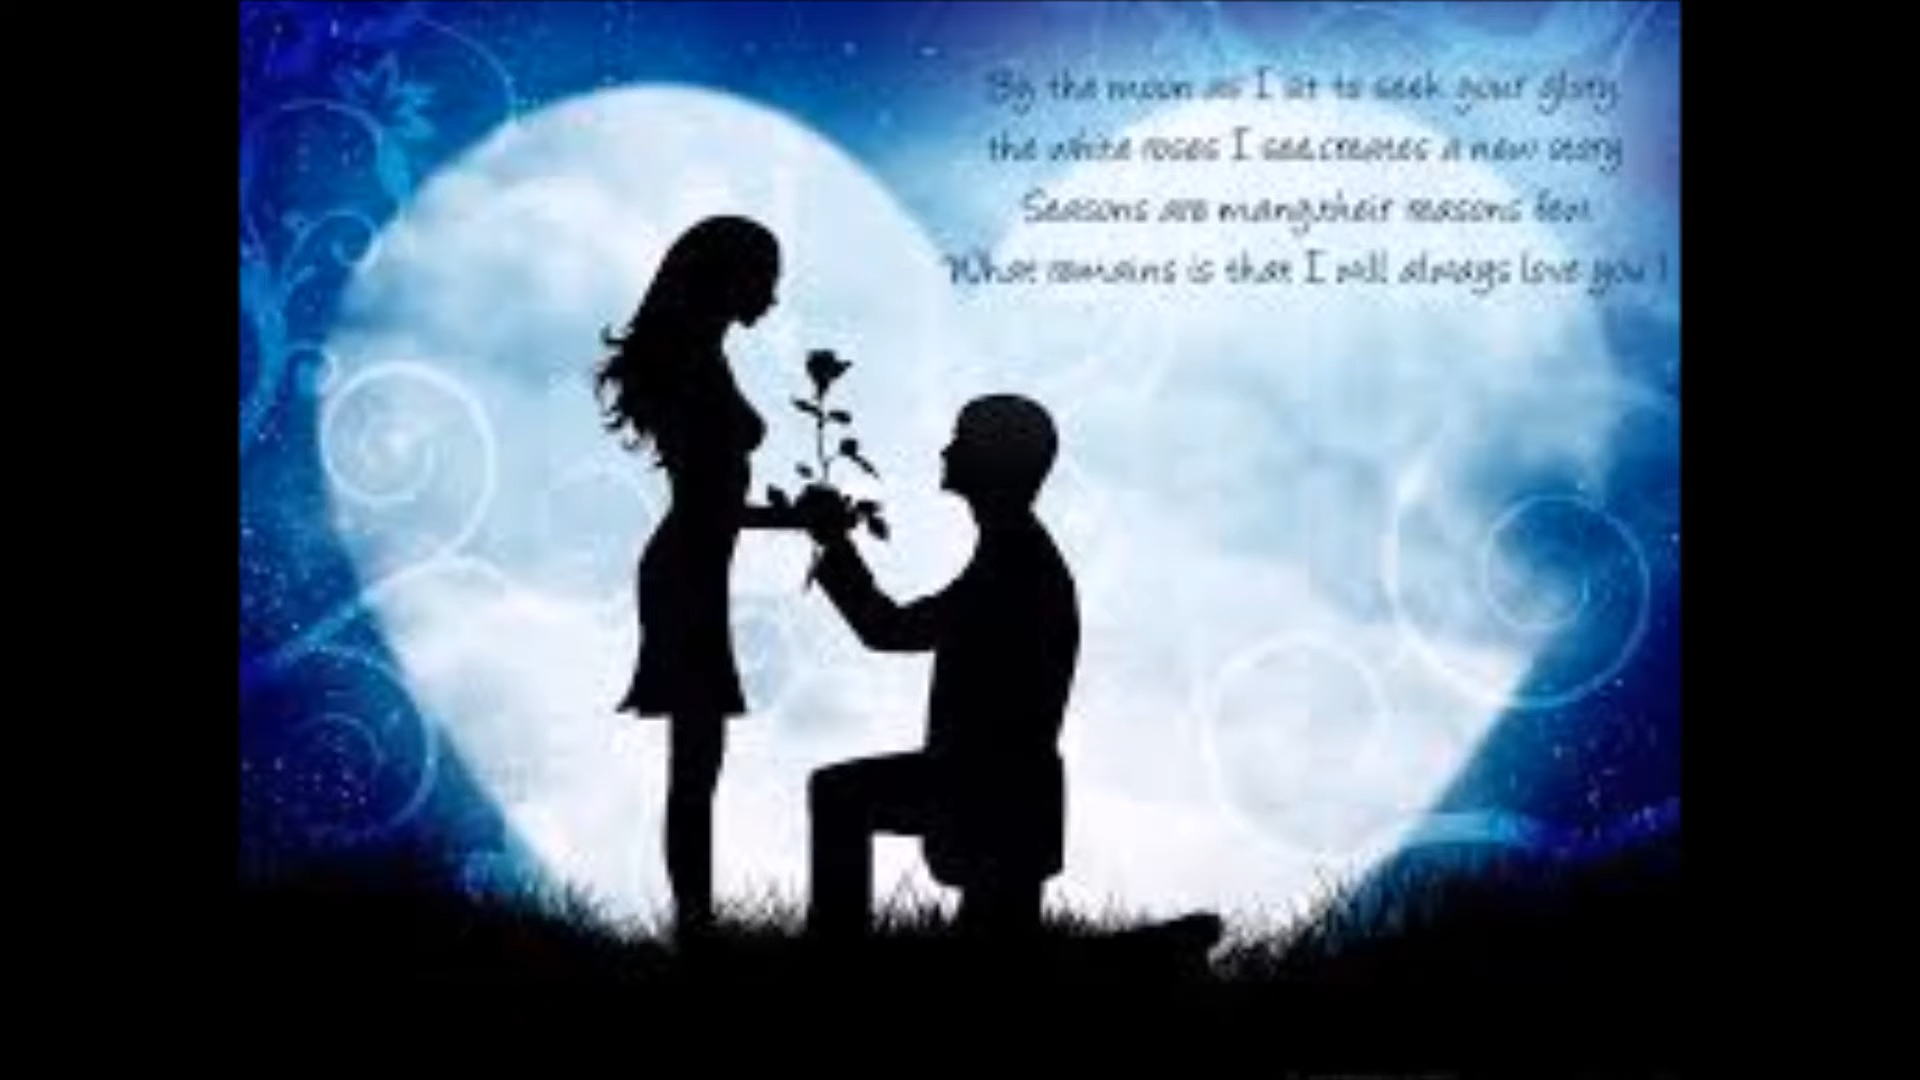 By the moon as I sit to seek your glory
the white roses I see,creates a new story
Seasons are many,their reasons few
What remains is that I will always love you !